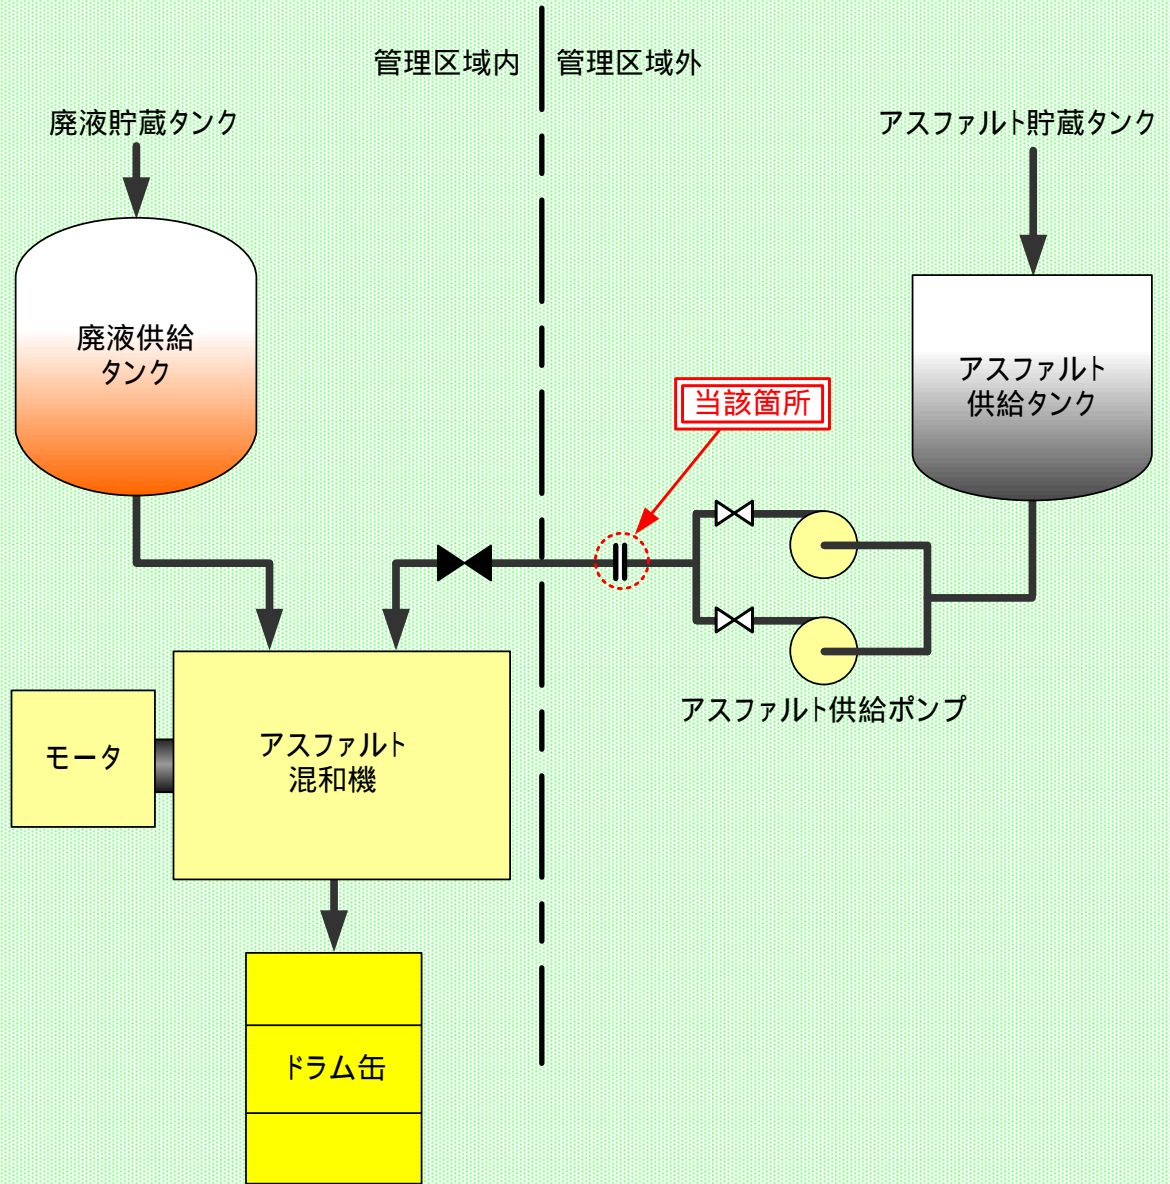 管理区域内
管理区域外
廃液貯蔵タンク
アスファルト貯蔵タンク
廃液供給
タンク
アスファルト
供給タンク
当該箇所
アスファルト供給ポンプ
モータ
アスファルト
混和機
ドラム缶